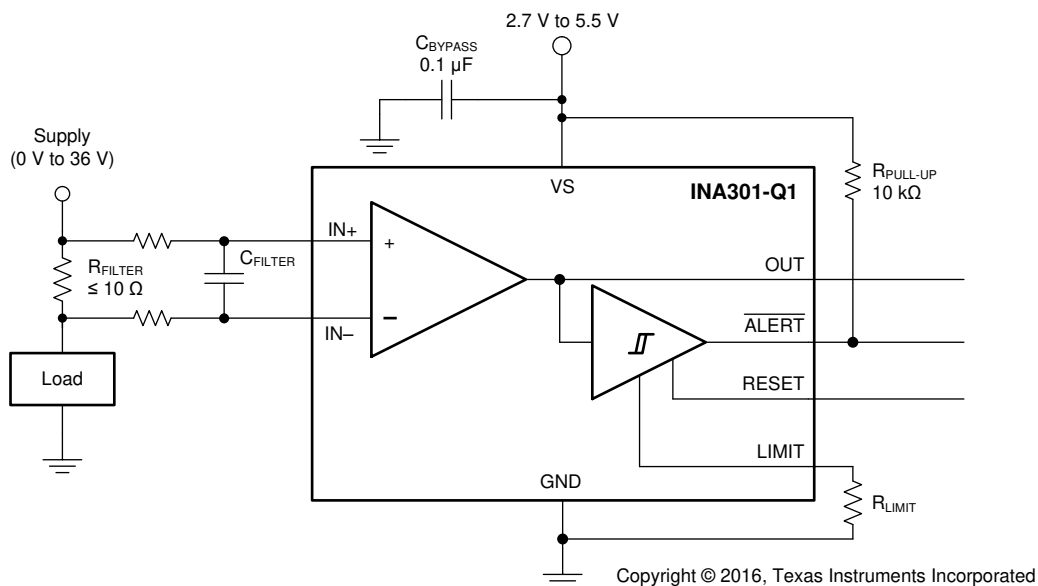 2.7 V to 5.5 V
CBYPASS
0.1 µF
Supply
(0 V to 36 V)
RPULL-UP
10 kΩ
VS
INA301-Q1
IN+
+
RFILTER
≤ 10 Ω
CFILTER
OUT
–
IN–
ALERT
Load
RESET
LIMIT
GND
RLIMIT
Copyright © 2016, Texas Instruments Incorporated